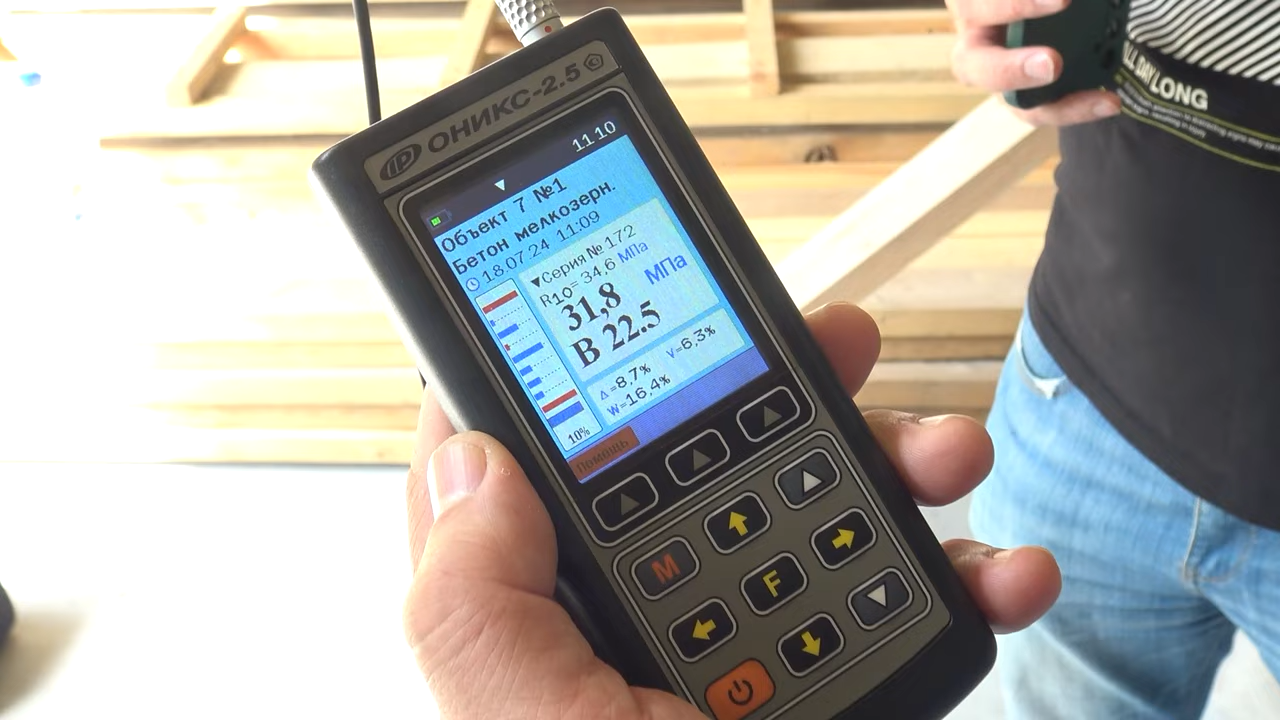 ОНИКС-2.5
11 10
Объект 7 №1
Бетон мелкозерн.
18.07.24 11:09
▼Серия № 172
R10= 34,6 МПа
31,8 МПа
B 22.5
V=6,3%
Δ=8,7%
W=16,4%
10%
Помощь
M
F
ALL DAY LONG